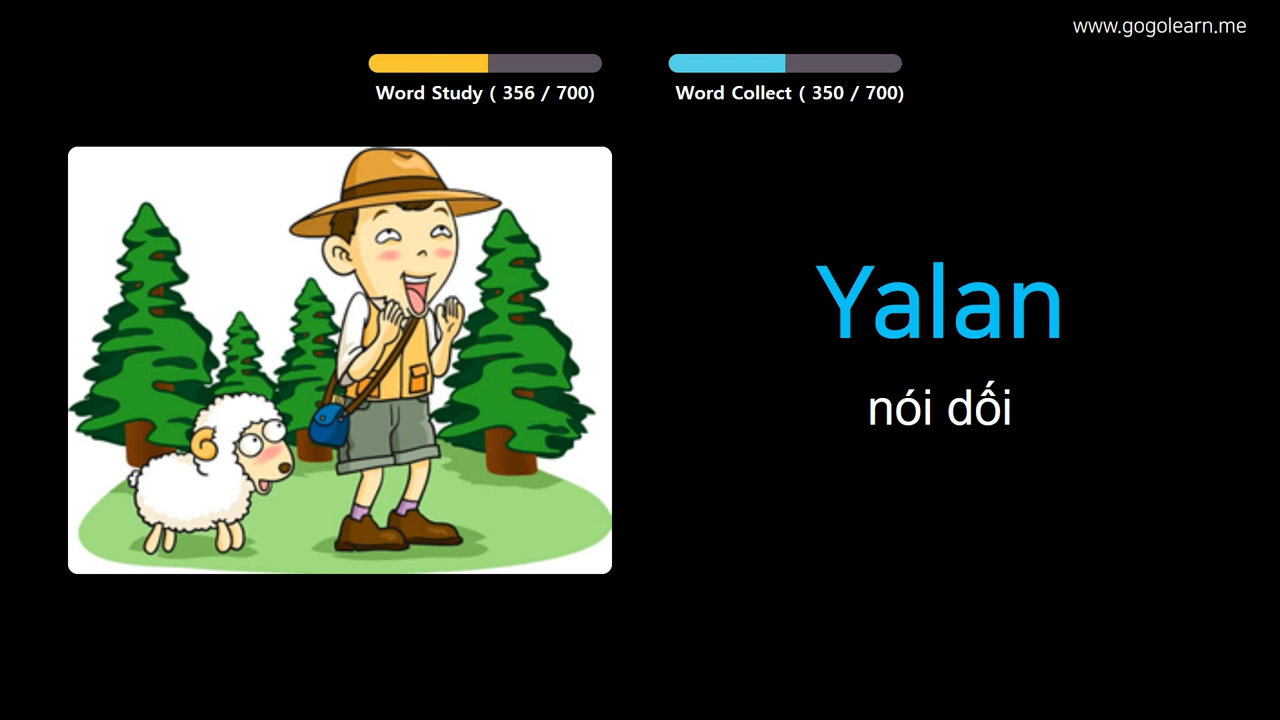 www.gogolearn.me
Word Study ( 356 / 700)
Word Collect ( 350 / 700)
Yalan
nói dối